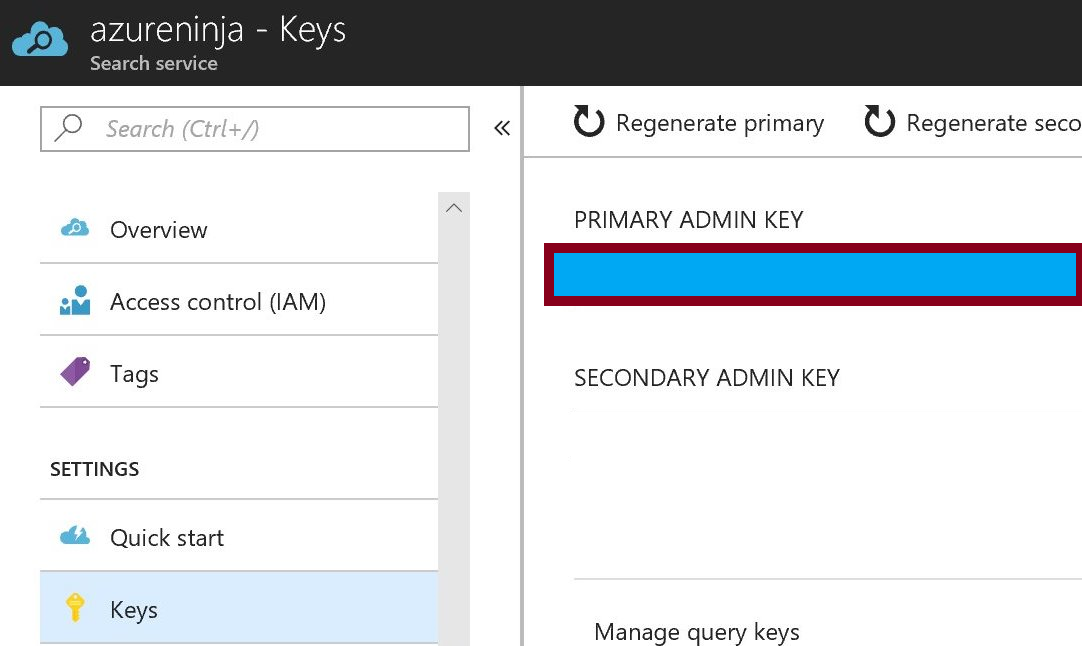 azureninja - Keys
Search service
Search (Ctrl+/)
«
Overview
Access control (IAM)
Tags
SETTINGS
Quick start
Keys
Regenerate primary
Regenerate seco
PRIMARY ADMIN KEY
SECONDARY ADMIN KEY
Manage query keys